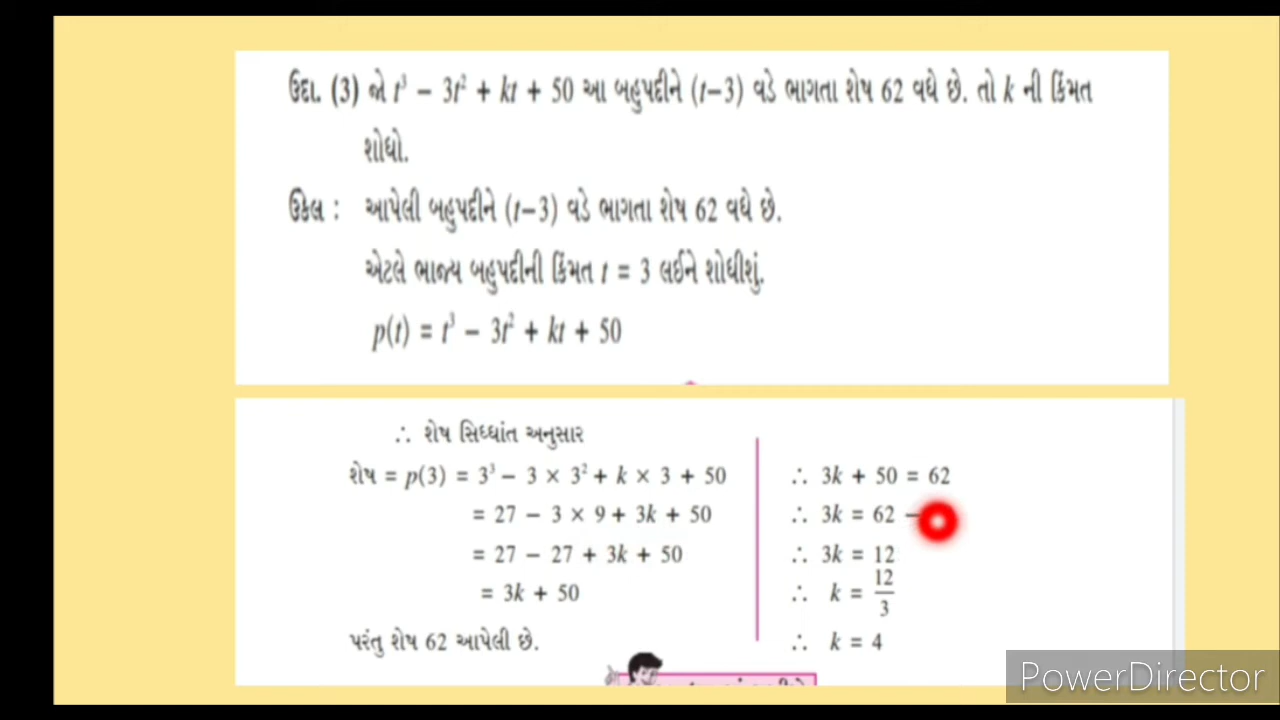 ઉદા. (3) જો t³ − 3t² + kt + 50 આ બહુપદીને (t−3) વડે ભાગતા શેષ 62 વધે છે. તો k ની કિંમત
શોધો.
ઉકેલ : આપેલી બહુપદીને (t−3) વડે ભાગતા શેષ 62 વધે છે.
એટલે ભાજ્ય બહુપદીની કિંમત t = 3 લઈને શોધીશું.
p(t) = t³ − 3t² + kt + 50
∴ શેષ સિધ્ધાંત અનુસાર
શેષ = p(3) = 3³ − 3 × 3² + k × 3 + 50
= 27 − 3 × 9 + 3k + 50
= 27 − 27 + 3k + 50
= 3k + 50
પરંતુ શેષ 62 આપેલી છે.
∴ 3k + 50 = 62
∴ 3k = 62 −
∴ 3k = 12
∴ k = 12/3
∴ k = 4
PowerDirector